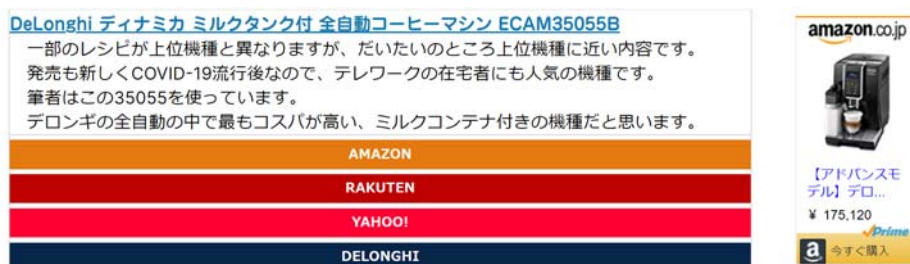 DeLonghi ディナミカ ミルクタンク付 全自動コーヒーマシン ECAM35055B
一部のレシピが上位機種と異なりますが、だいたいのところ上位機種に近い内容です。
発売も新しくCOVID-19流行後なので、テレワークの在宅者にも人気の機種です。
筆者はこの35055を使っています。
デロンギの全自動の中で最もコスパが高い、ミルクコンテナ付きの機種だと思います。
AMAZON
RAKUTEN
YAHOO!
DELONGHI
amazon.co.jp
【アドバンスモ
デル】デロ...
¥ 175,120
Prime
a 今すぐ購入